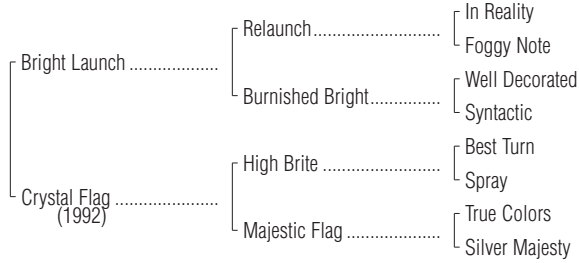 In Reality
Relaunch..............................
Foggy Note
Bright Launch .....................
Well Decorated
Burnished Bright.................
Syntactic
Best Turn
High Brite ............................
Spray
Crystal Flag .........................
(1992)
True Colors
Majestic Flag ......................
Silver Majesty